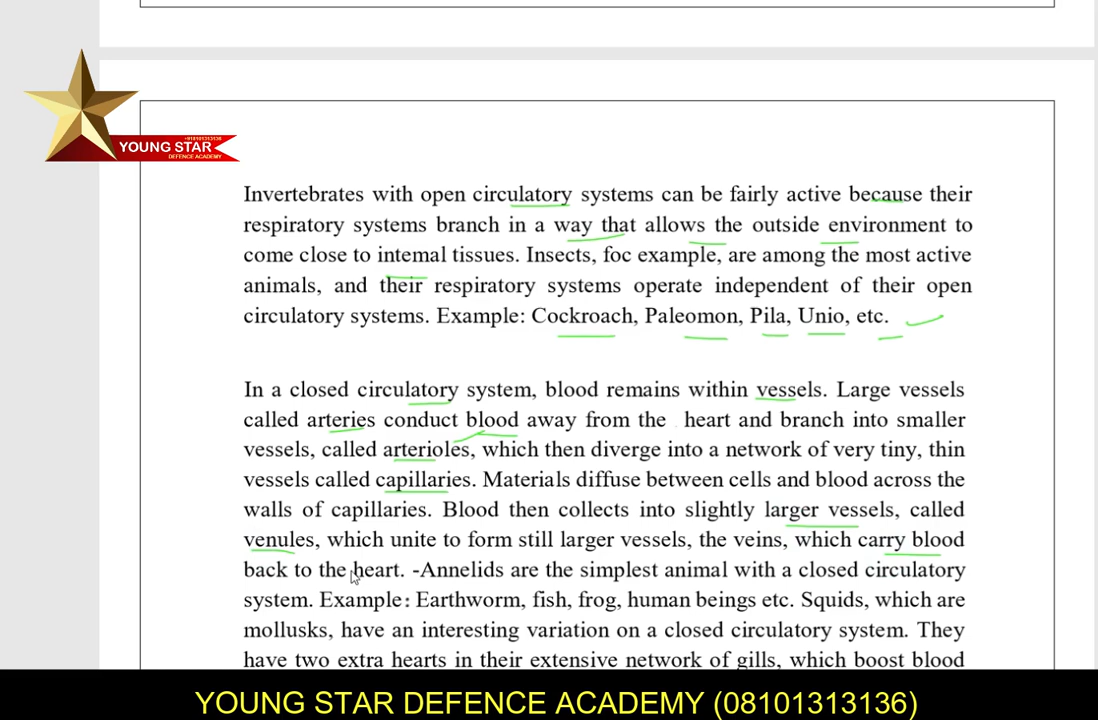 +918101313136
YOUNG STAR
DEFENCE ACADEMY
Invertebrates with open circulatory systems can be fairly active because their
respiratory systems branch in a way that allows the outside environment to
come close to intemal tissues. Insects, foc example, are among the most active
animals, and their respiratory systems operate independent of their open
circulatory systems. Example: Cockroach, Paleomon, Pila, Unio, etc.
In a closed circulatory system, blood remains within vessels. Large vessels
called arteries conduct blood away from the heart and branch into smaller
vessels, called arterioles, which then diverge into a network of very tiny, thin
vessels called capillaries. Materials diffuse between cells and blood across the
walls of capillaries. Blood then collects into slightly larger vessels, called
venules, which unite to form still larger vessels, the veins, which carry blood
back to the heart. -Annelids are the simplest animal with a closed circulatory
system. Example: Earthworm, fish, frog, human beings etc. Squids, which are
mollusks, have an interesting variation on a closed circulatory system. They
have two extra hearts in their extensive network of gills, which boost blood
YOUNG STAR DEFENCE ACADEMY (08101313136)